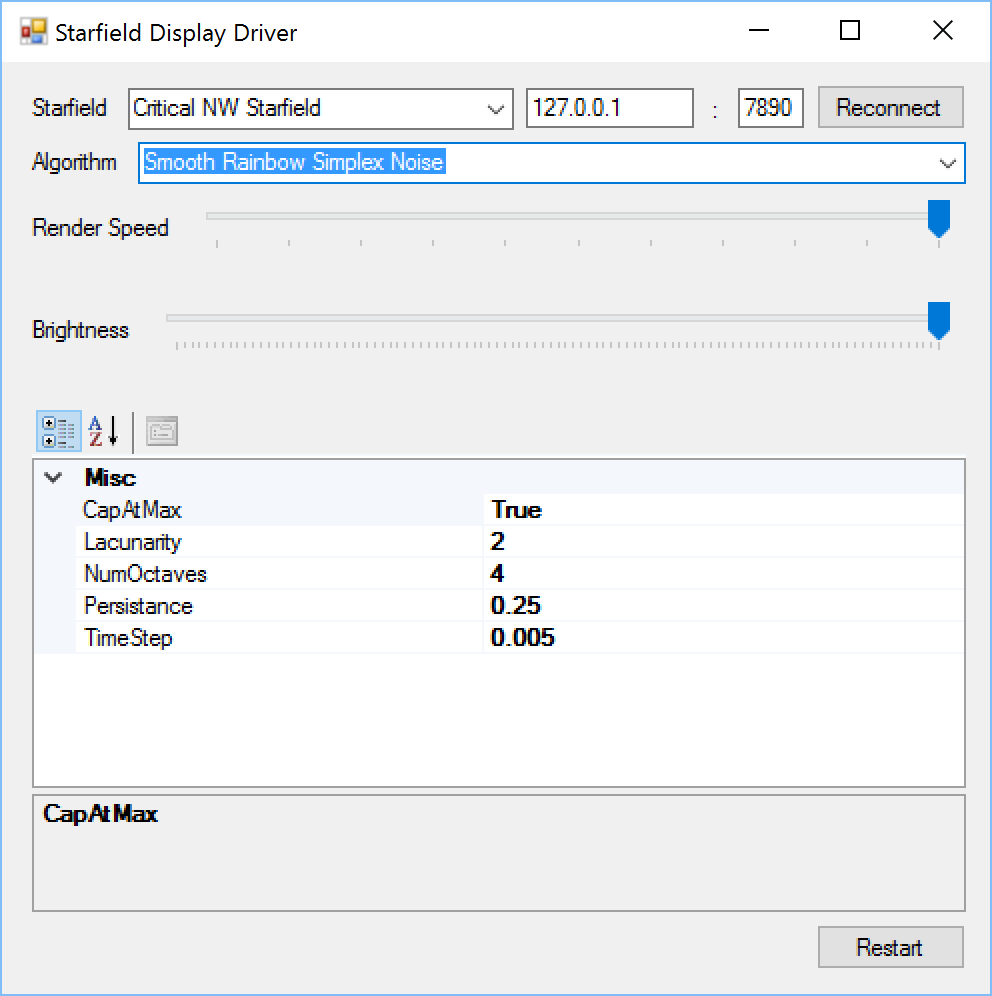 Starfield Display Driver
Starfield Critical NW Starfield 127.0.0.1 : 7890 Reconnect
Algorithm Smooth Rainbow Simplex Noise
Render Speed
Brightness
A
Z
Misc
CapAtMax True
Lacunarity 2
NumOctaves 4
Persistance 0.25
TimeStep 0.005
CapAtMax
Restart